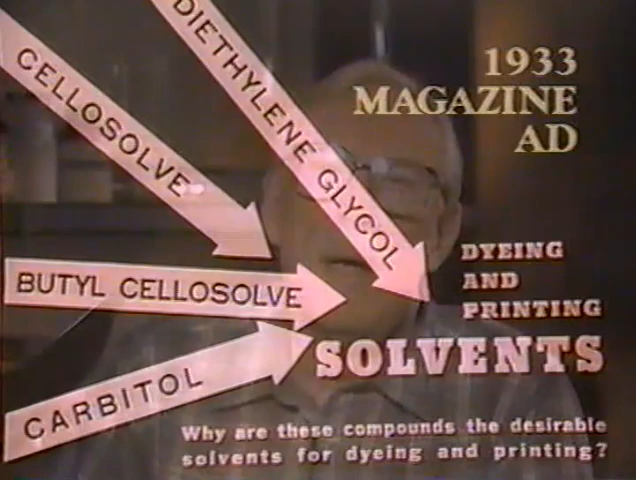 1933
MAGAZINE
AD
DIETHYLENE GLYCOL
CELLOSOLVE
BUTYL CELLOSOLVE
CARBITOL
DYEING
AND
PRINTING
SOLVENTS
Why are these compounds the desirable
solvents for dyeing and printing?